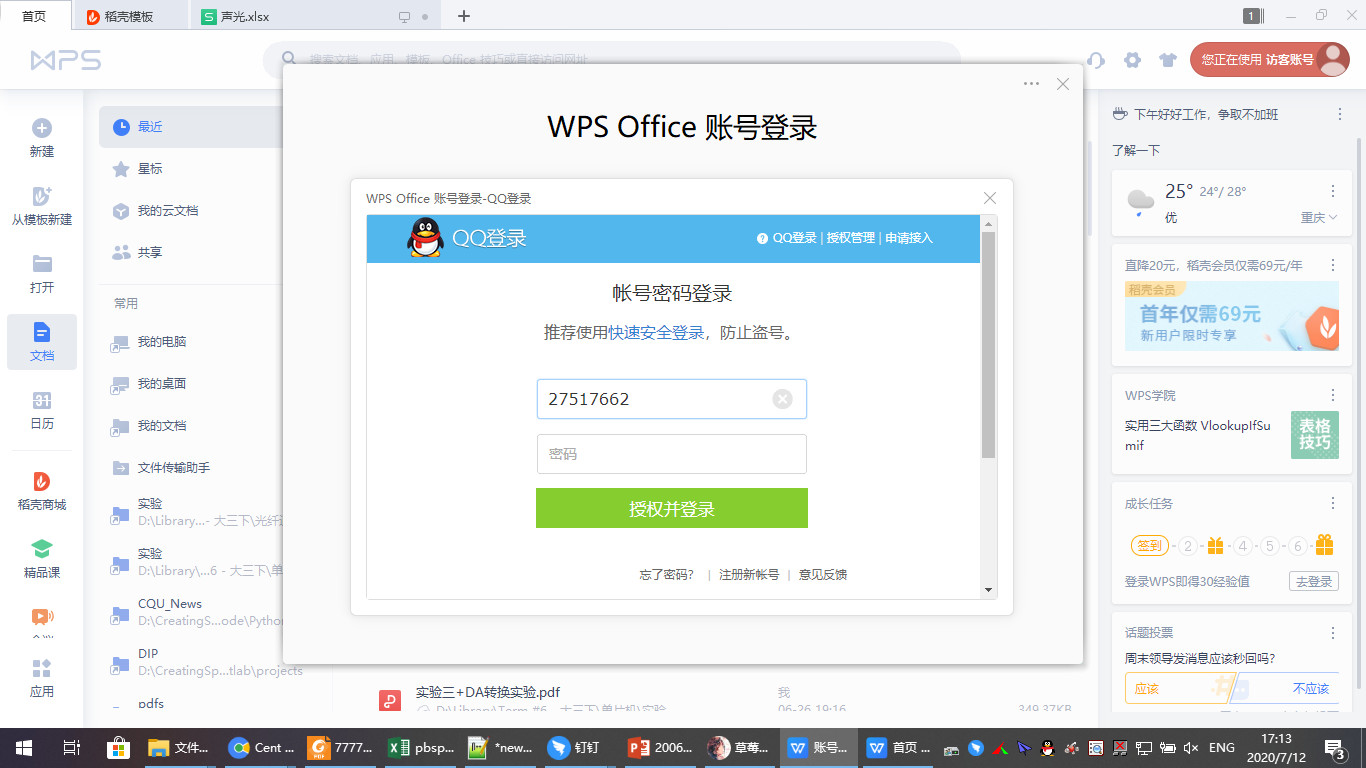 首页
稻壳模板
声光.xlsx
1
WPS
搜索文档、应用、模板、Office 技巧或直接访问网址
您正在使用 访客账号
新建
从模板新建
打开
文档
日历
稻壳商城
精品课
应用
最近
星标
我的云文档
共享
常用
我的电脑
我的桌面
我的文档
文件传输助手
实验
D:\Library...- 大三下\光纤
实验
D:\Library\...6 - 大三下\单
CQU_News
D:\CreatingS...ode\Pytho
DIP
D:\CreatingSp...tlab\projects
pdfs
WPS Office 账号登录
WPS Office 账号登录-QQ登录
QQ登录
QQ登录 | 授权管理 | 申请接入
帐号密码登录
推荐使用快速安全登录，防止盗号。
27517662
密码
授权并登录
忘了密码？ | 注册新帐号 | 意见反馈
实验三+DA转换实验.pdf
我
D:\Library\Term #6 - 大三下\单片机\实验
06-26 19:16
349.37KB
下午好好工作，争取不加班
了解一下
25° 24°/ 28°
优
重庆
直降20元，稻壳会员仅需69元/年
稻壳会员
首年仅需69元
新用户限时专享
WPS学院
实用三大函数 VlookupIfSu
mif
表格
技巧
成长任务
签到 2 4 5 6
登录WPS即得30经验值
去登录
话题投票
周末领导发消息应该秒回吗?
应该
不应该
文件...
Cent ...
7777...
pbsp...
*new...
钉钉
2006...
草莓...
账号...
首页 ...
ENG
17:13
2020/7/12
3